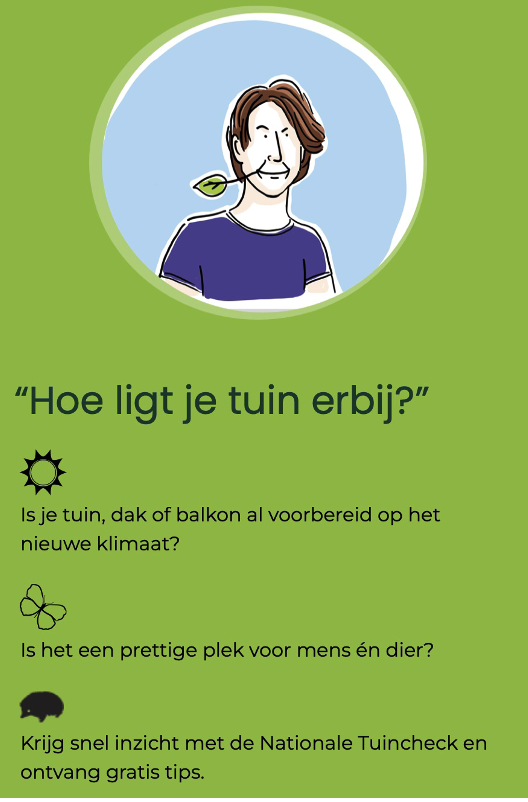 “Hoe ligt je tuin erbij?”
Is je tuin, dak of balkon al voorbereid op het
nieuwe klimaat?
Is het een prettige plek voor mens én dier?
Krijg snel inzicht met de Nationale Tuincheck en
ontvang gratis tips.